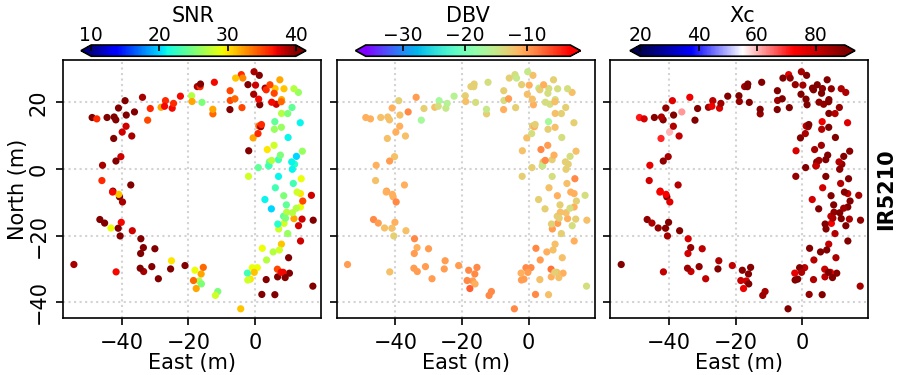 SNR DBV Xc
10 20 30 40 −30 −20 −10 20 40 60 80
20
0
−20
−40
North (m)
−40 −20 0 −40 −20 0 −40 −20 0
East (m) East (m) East (m)
IR5210